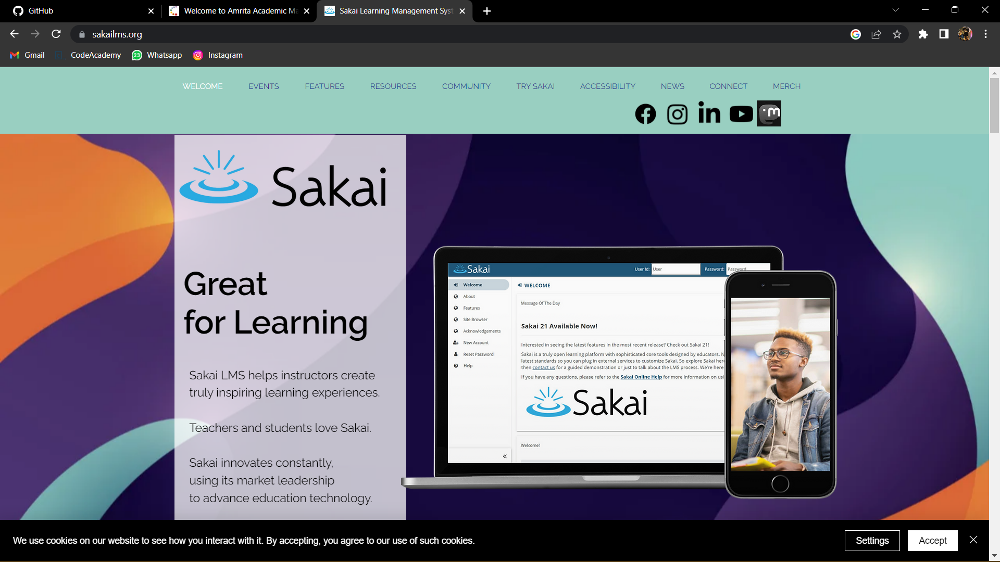 GitHub
Welcome to Amrita Academic Ma
Sakai Learning Management Syst
sakailms.org
Gmail
CodeAcademy
23
Whatsapp
Instagram
WELCOME
EVENTS
FEATURES
RESOURCES
COMMUNITY
TRY SAKAI
ACCESSIBILITY
NEWS
CONNECT
MERCH
Sakai
Great
for Learning
Sakai LMS helps instructors create
truly inspiring learning experiences.
Teachers and students love Sakai.
Sakai innovates constantly,
using its market leadership
to advance education technology.
Sakai
User Id: User
Password: Password
Welcome
About
Features
Site Browser
Acknowledgements
New Account
Reset Password
Help
WELCOME
Message Of The Day
Sakai 21 Available Now!
Interested in seeing the latest features in the most recent release? Check out Sakai 21!
Sakai is a truly open learning platform with sophisticated core tools designed by educators. N
latest standards so you can plug in external services to customize Sakai. So explore Sakai here
then contact us for a guided demonstration or just to talk about the LMS process. We're here
If you have any questions, please refer to the Sakai Online Help for more information on usi
Sakai
Welcome!
We use cookies on our website to see how you interact with it. By accepting, you agree to our use of such cookies.
Settings
Accept